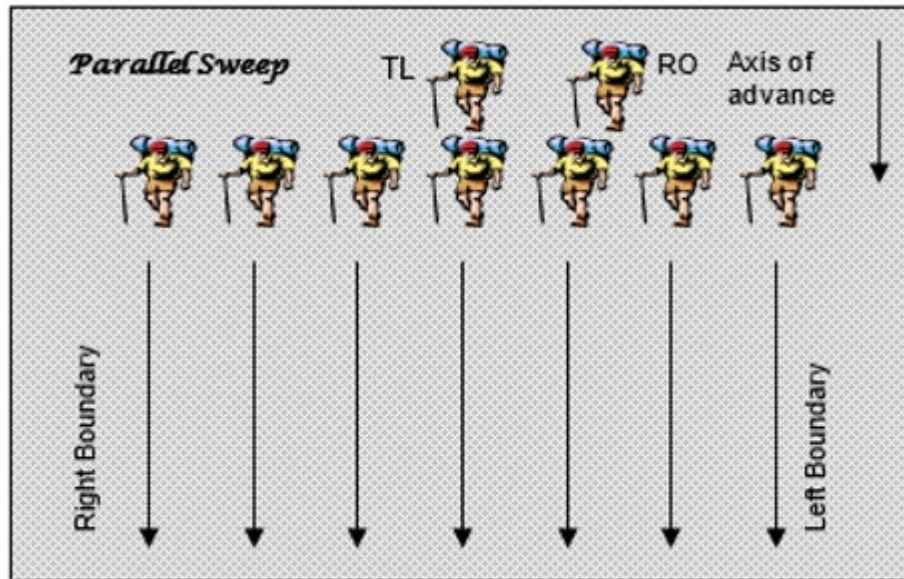 Parallel Sweep
TL
RO
Axis of
advance
Right Boundary
Left Boundary